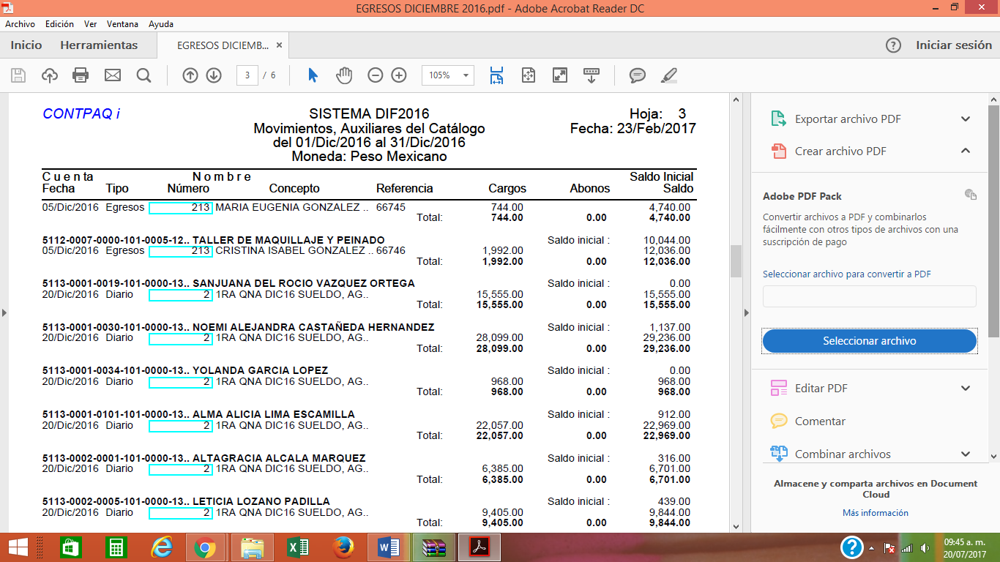 EGRESOS DICIEMBRE 2016.pdf - Adobe Acrobat Reader DC
Archivo Edición Ver Ventana Ayuda
Inicio Herramientas EGRESOS DICIEMB... × Iniciar sesión
3 / 6 105%
CONTPAQ i SISTEMA DIF2016 Hoja: 3
Movimientos, Auxiliares del Catálogo Fecha: 23/Feb/2017
del 01/Dic/2016 al 31/Dic/2016
Moneda: Peso Mexicano
C u e n ta N o m b r e Saldo Inicial
Fecha Tipo Número Concepto Referencia Cargos Abonos Saldo
05/Dic/2016 Egresos 213 MARIA EUGENIA GONZALEZ .. 66745 744.00 4,740.00
Total: 744.00 0.00 4,740.00
5112-0007-0000-101-0005-12.. TALLER DE MAQUILLAJE Y PEINADO Saldo inicial : 10,044.00
05/Dic/2016 Egresos 213 CRISTINA ISABEL GONZALEZ .. 66746 1,992.00 12,036.00
Total: 1,992.00 0.00 12,036.00
5113-0001-0019-101-0000-13.. SANJUANA DEL ROCIO VAZQUEZ ORTEGA Saldo inicial : 0.00
20/Dic/2016 Diario 2 1RA QNA DIC16 SUELDO, AG.. 15,555.00 15,555.00
Total: 15,555.00 0.00 15,555.00
5113-0001-0030-101-0000-13.. NOEMI ALEJANDRA CASTAÑEDA HERNANDEZ Saldo inicial : 1,137.00
20/Dic/2016 Diario 2 1RA QNA DIC16 SUELDO, AG.. 28,099.00 29,236.00
Total: 28,099.00 0.00 29,236.00
5113-0001-0034-101-0000-13.. YOLANDA GARCIA LOPEZ Saldo inicial : 0.00
20/Dic/2016 Diario 2 1RA QNA DIC16 SUELDO, AG.. 968.00 968.00
Total: 968.00 0.00 968.00
5113-0001-0101-101-0000-13.. ALMA ALICIA LIMA ESCAMILLA Saldo inicial : 912.00
20/Dic/2016 Diario 2 1RA QNA DIC16 SUELDO, AG.. 22,057.00 22,969.00
Total: 22,057.00 0.00 22,969.00
5113-0002-0001-101-0000-13.. ALTAGRACIA ALCALA MARQUEZ Saldo inicial : 316.00
20/Dic/2016 Diario 2 1RA QNA DIC16 SUELDO, AG.. 6,385.00 6,701.00
Total: 6,385.00 0.00 6,701.00
5113-0002-0005-101-0000-13.. LETICIA LOZANO PADILLA Saldo inicial : 439.00
20/Dic/2016 Diario 2 1RA QNA DIC16 SUELDO, AG.. 9,405.00 9,844.00
Total: 9,405.00 0.00 9,844.00
Exportar archivo PDF
Crear archivo PDF
Adobe PDF Pack
Convertir archivos a PDF y combinarlos
fácilmente con otros tipos de archivos con una
suscripción de pago
Seleccionar archivo para convertir a PDF
Seleccionar archivo
Editar PDF
Comentar
Combinar archivos
Almacene y comparta archivos en Document
Cloud
Más información
09:45 a. m.
20/07/2017